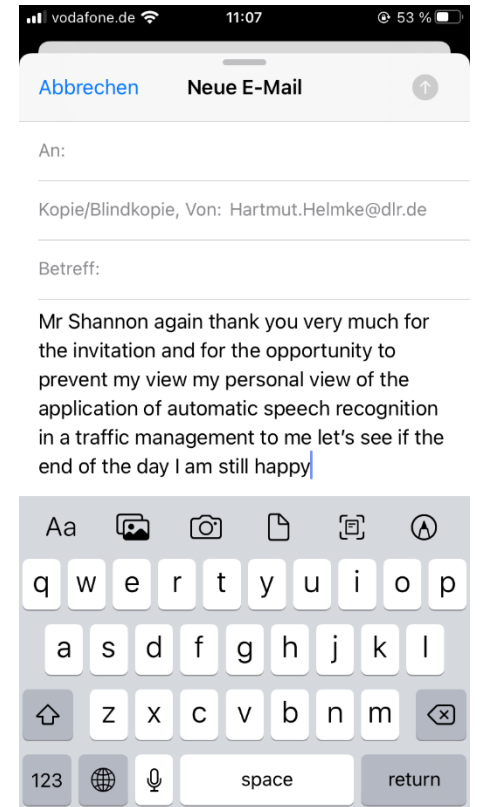 vodafone.de 11:07 53 %
Abbrechen Neue E-Mail
An:
Kopie/Blindkopie, Von: Hartmut.Helmke@dlr.de
Betreff:
Mr Shannon again thank you very much for
the invitation and for the opportunity to
prevent my view my personal view of the
application of automatic speech recognition
in a traffic management to me let's see if the
end of the day I am still happy
Aa
q w e r t y u i o p
a s d f g h j k l
z x c v b n m
123 space return